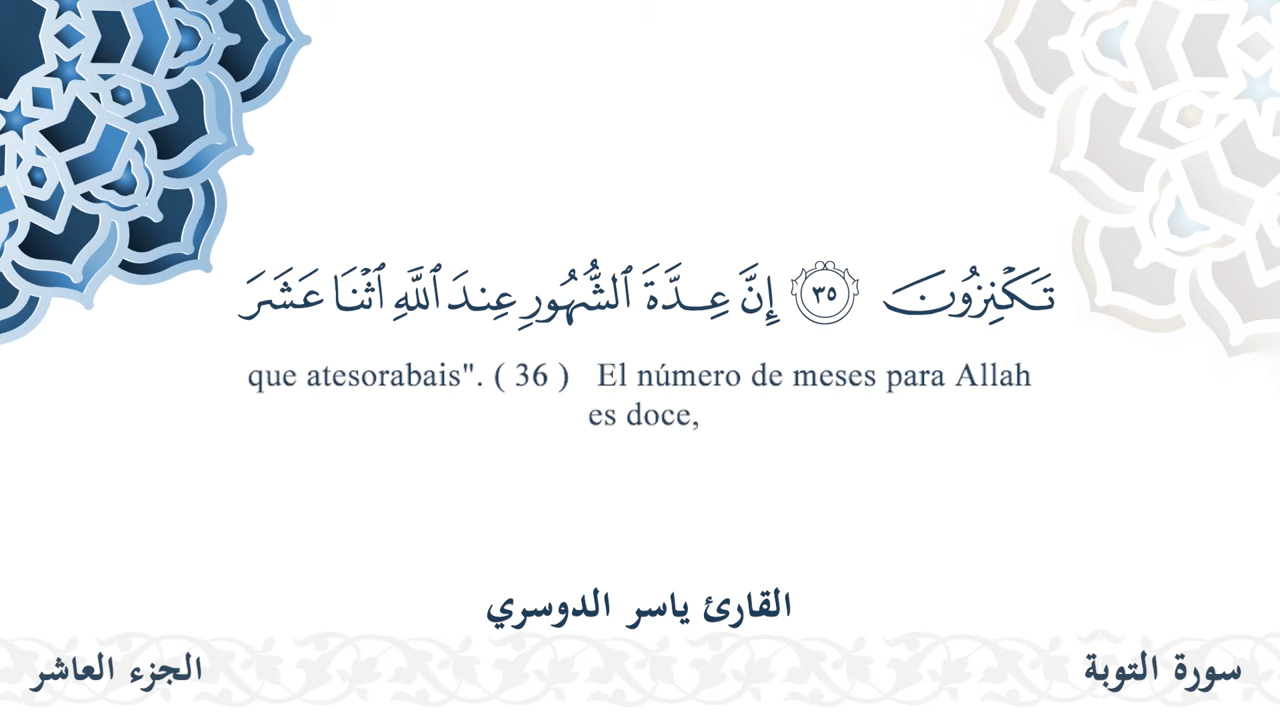 تَكْنِزُونَ ٣٥ إِنَّ عِدَّةَ ٱلشُّهُورِ عِندَ ٱللَّهِ ٱثْنَا عَشَرَ
que atesorabais". ( 36 ) El número de meses para Allah
es doce,
القارئ ياسر الدوسري
سورة التوبة
الجزء العاشر